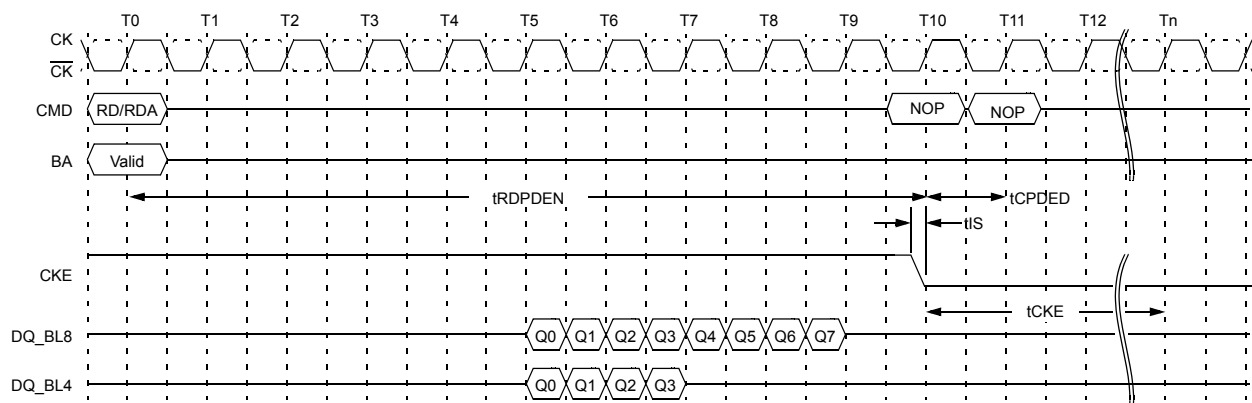 T0 T1 T2 T3 T4 T5 T6 T7 T8 T9 T10 T11 T12 Tn
CK
CK
CMD RD/RDA NOP NOP
BA Valid
tRDPDEN tCPDED
tIS
CKE
tCKE
DQ_BL8 Q0 Q1 Q2 Q3 Q4 Q5 Q6 Q7
DQ_BL4 Q0 Q1 Q2 Q3